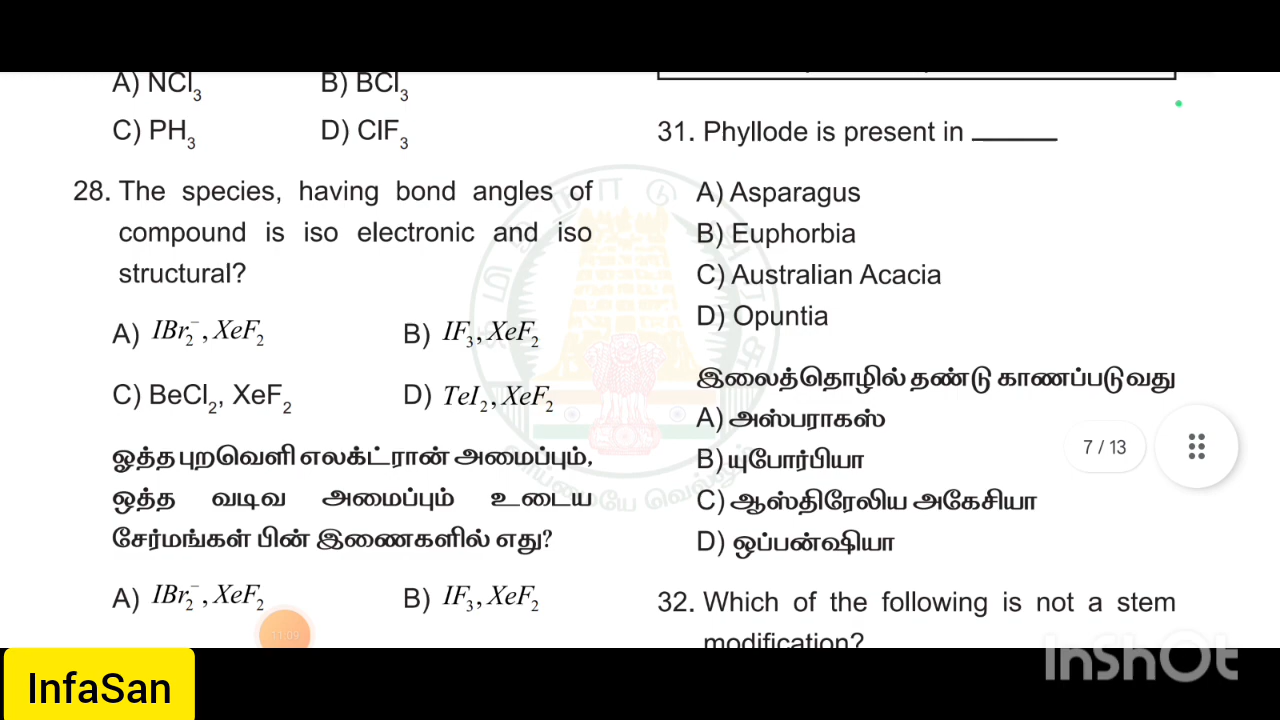 A) NCl₃ B) BCl₃
C) PH₃ D) ClF₃
28. The species, having bond angles of
compound is iso electronic and iso
structural?
A) IBr₂⁻, XeF₂ B) IF₃, XeF₂
C) BeCl₂, XeF₂ D) TeI₂, XeF₂
ஒத்த புறவெளி எலக்ட்ரான் அமைப்பும்,
ஒத்த வடிவ அமைப்பும் உடைய
சேர்மங்கள் பின் இணைகளில் எது?
A) IBr₂⁻, XeF₂ B) IF₃, XeF₂
31. Phyllode is present in ______
A) Asparagus
B) Euphorbia
C) Australian Acacia
D) Opuntia
இலைத்தொழில் தண்டு காணப்படுவது
A) அஸ்பராகஸ்
B) யுபோர்பியா
C) ஆஸ்திரேலிய அகேசியா
D) ஒப்பன்ஷியா
32. Which of the following is not a stem
modification?
7 / 13
11:09
InfaSan
InShOt